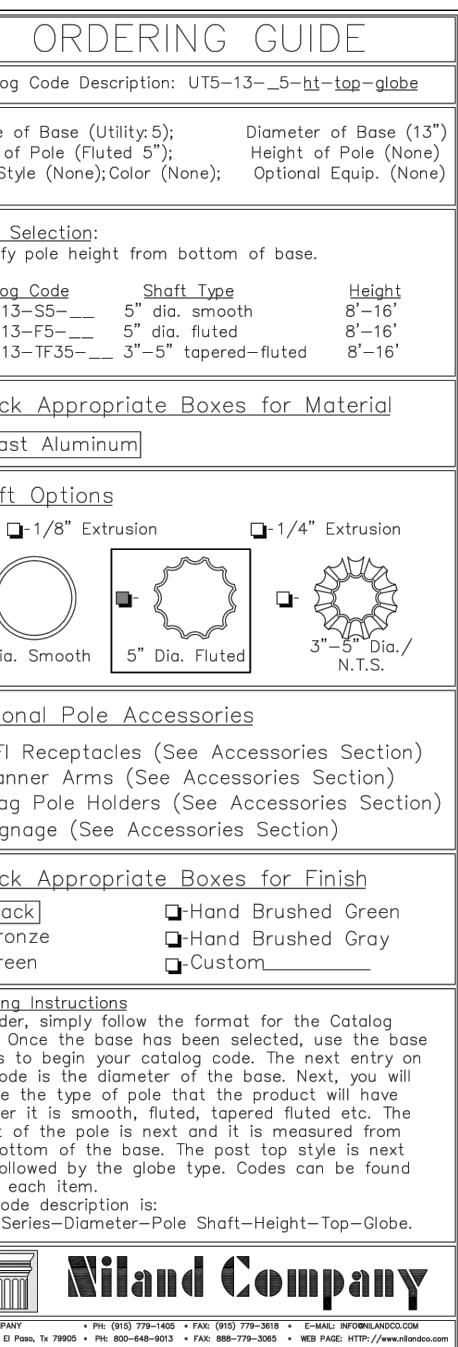 ORDERING GUIDE
og Code Description: UT5-13-_5-ht-top-globe
e of Base (Utility: 5); Diameter of Base (13")
of Pole (Fluted 5"); Height of Pole (None)
Style (None); Color (None); Optional Equip. (None)
Selection:
fy pole height from bottom of base.
og Code Shaft Type Height
13-S5-__ 5" dia. smooth 8'-16'
13-F5-__ 5" dia. fluted 8'-16'
13-TF35-__ 3"-5" tapered-fluted 8'-16'
ck Appropriate Boxes for Material
ast Aluminum
ft Options
-1/8" Extrusion -1/4" Extrusion
ia. Smooth 5" Dia. Fluted 3"-5" Dia./
N.T.S.
onal Pole Accessories
FI Receptacles (See Accessories Section)
anner Arms (See Accessories Section)
ag Pole Holders (See Accessories Section)
gnage (See Accessories Section)
ck Appropriate Boxes for Finish
ack -Hand Brushed Green
ronze -Hand Brushed Gray
reen -Custom__________
ng Instructions
der, simply follow the format for the Catalog
Once the base has been selected, use the base
s to begin your catalog code. The next entry on
ode is the diameter of the base. Next, you will
e the type of pole that the product will have
er it is smooth, fluted, tapered fluted etc. The
t of the pole is next and it is measured from
ottom of the base. The post top style is next
ollowed by the globe type. Codes can be found
each item.
ode description is:
Series-Diameter-Pole Shaft-Height-Top-Globe.
Niland Company
PANY • PH: (915) 779-1405 • FAX: (915) 779-3618 • E-MAIL: INFO@NILANDCO.COM
El Paso, Tx 79905 • PH: 800-648-9013 • FAX: 888-779-3065 • WEB PAGE: HTTP://www.nilandco.com